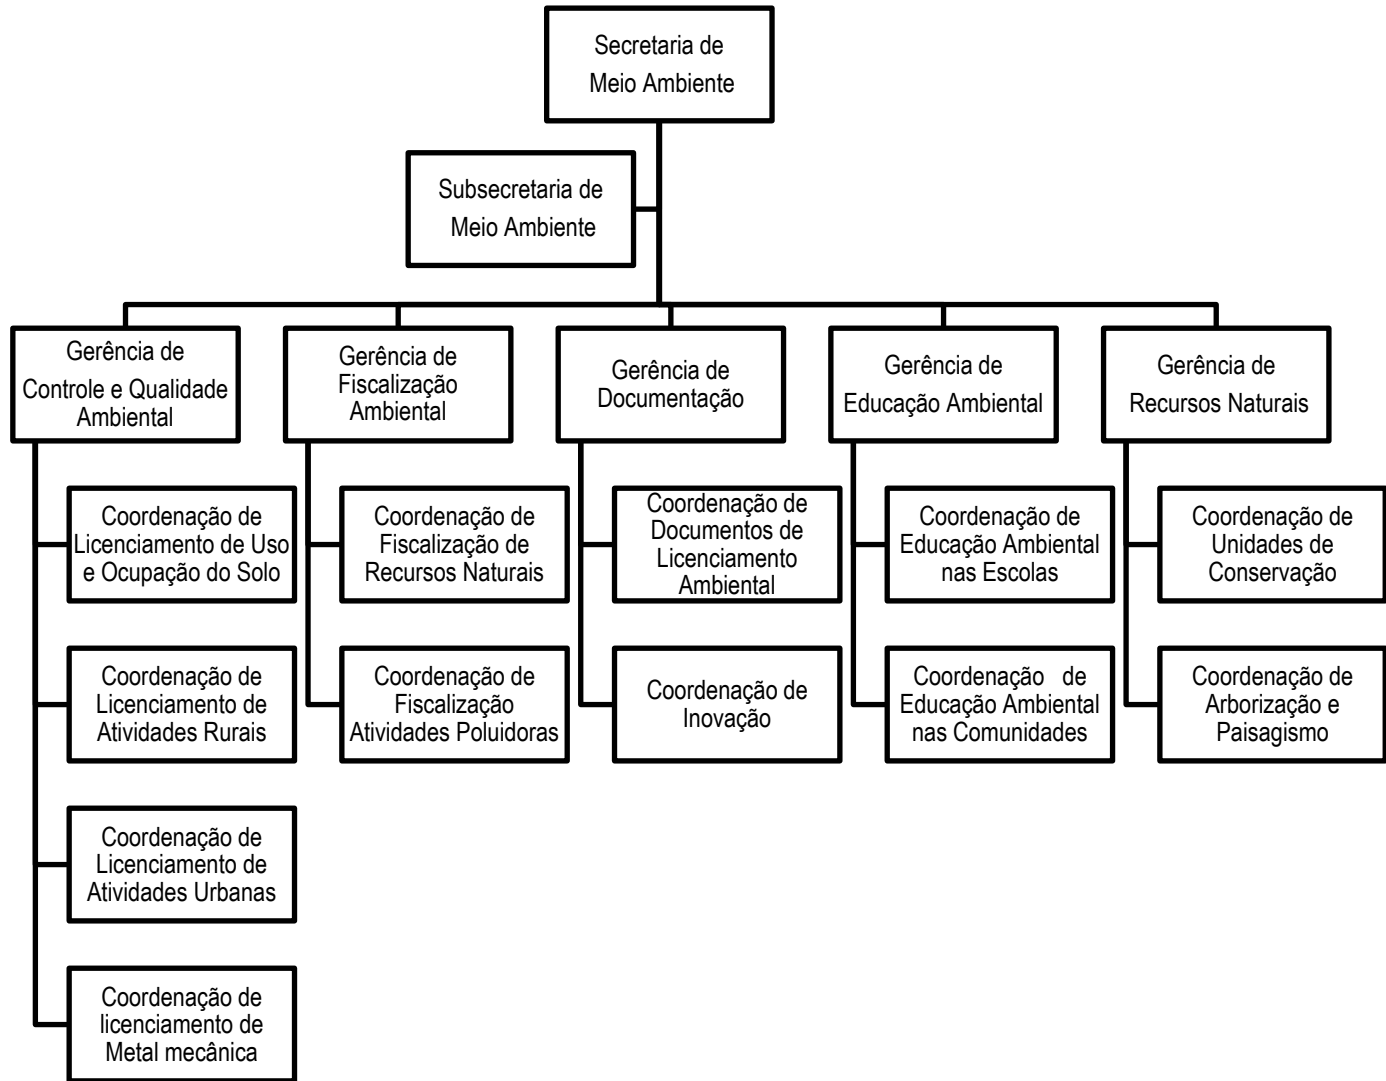 Secretaria de
Meio Ambiente
Subsecretaria de
Meio Ambiente
Gerência de
Controle e Qualidade
Ambiental
Gerência de
Fiscalização
Ambiental
Gerência de
Documentação
Gerência de
Educação Ambiental
Gerência de
Recursos Naturais
Coordenação de
Licenciamento de Uso
e Ocupação do Solo
Coordenação de
Fiscalização de
Recursos Naturais
Coordenação de
Documentos de
Licenciamento
Ambiental
Coordenação de
Educação Ambiental
nas Escolas
Coordenação de
Unidades de
Conservação
Coordenação de
Licenciamento de
Atividades Rurais
Coordenação de
Fiscalização
Atividades Poluidoras
Coordenação de
Inovação
Coordenação de
Educação Ambiental
nas Comunidades
Coordenação de
Arborização e
Paisagismo
Coordenação de
Licenciamento de
Atividades Urbanas
Coordenação de
licenciamento de
Metal mecânica